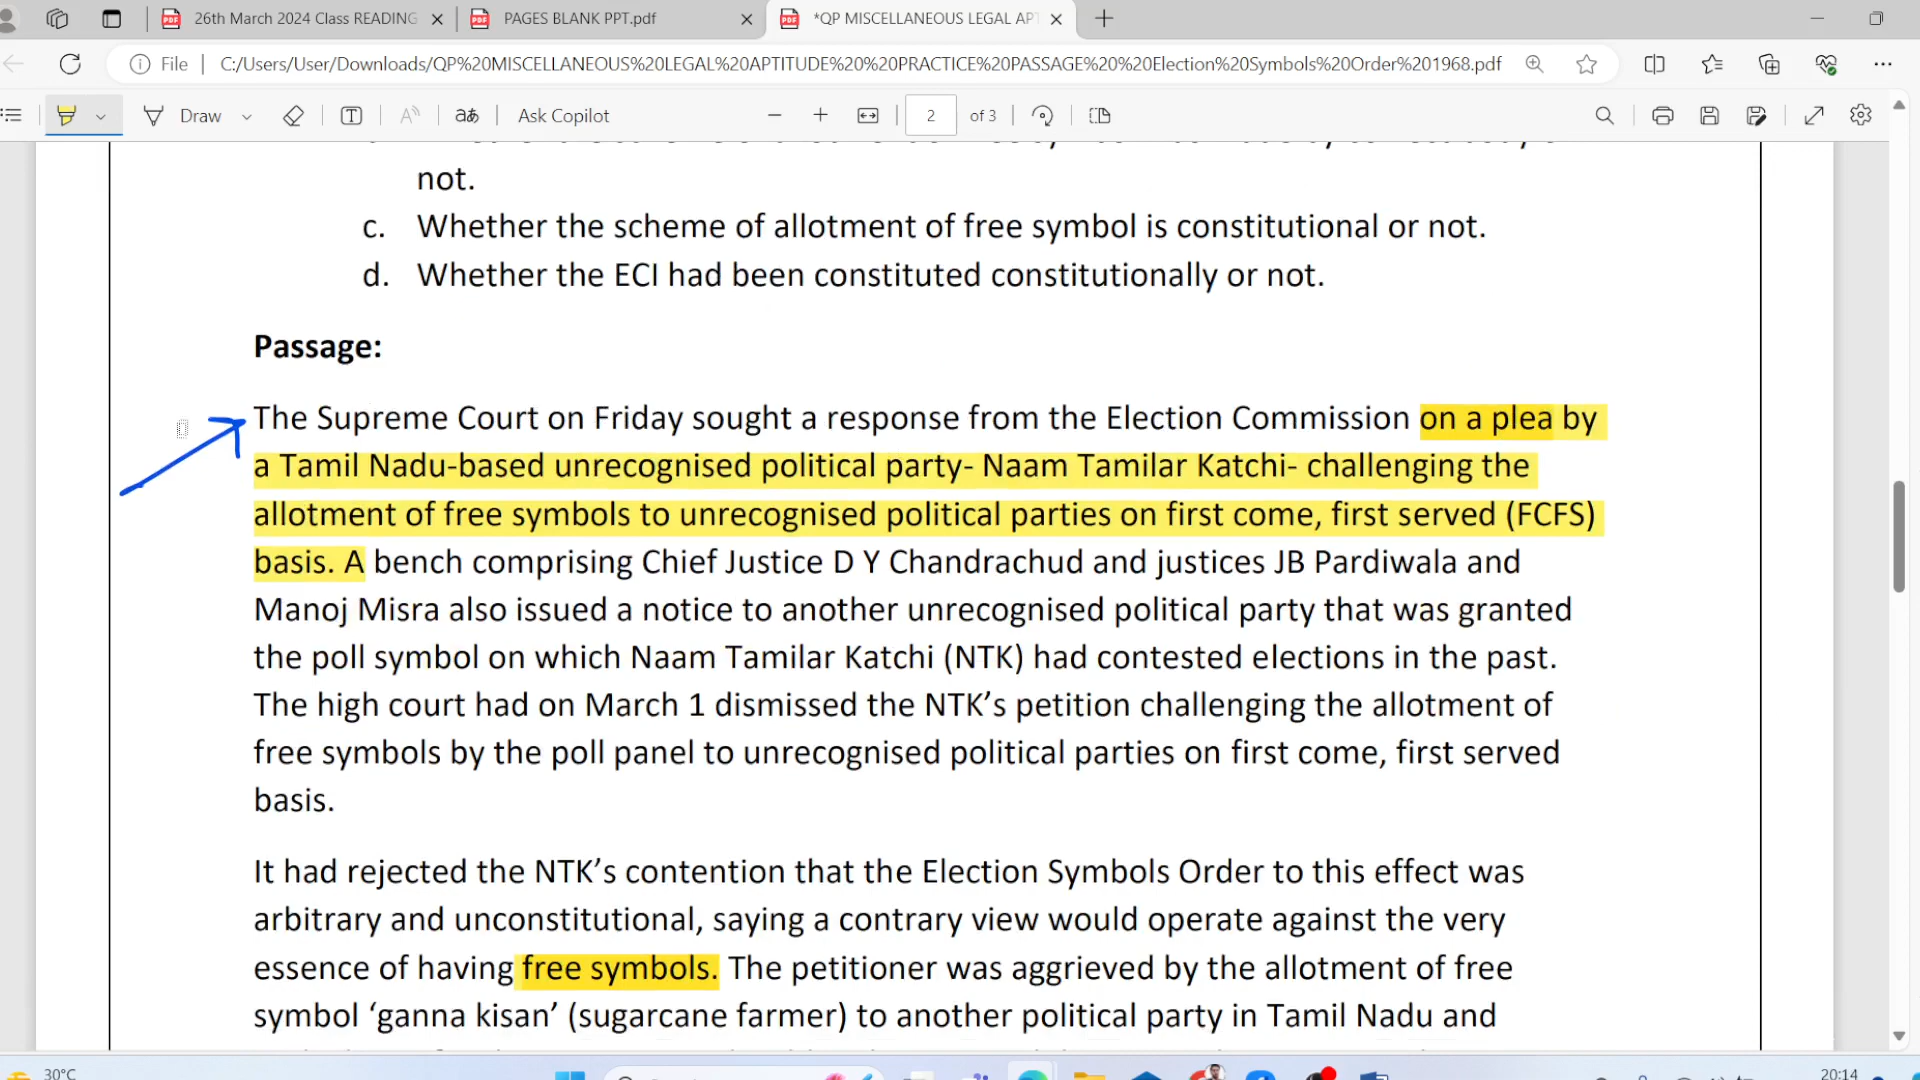 26th March 2024 Class READING
PAGES BLANK PPT.pdf
*QP MISCELLANEOUS LEGAL APT
File
C:/Users/User/Downloads/QP%20MISCELLANEOUS%20LEGAL%20APTITUDE%20%20PRACTICE%20PASSAGE%20%20Election%20Symbols%20Order%201968.pdf
Draw
aあ
Ask Copilot
2 of 3
not.
c. Whether the scheme of allotment of free symbol is constitutional or not.
d. Whether the ECI had been constituted constitutionally or not.
Passage:
The Supreme Court on Friday sought a response from the Election Commission on a plea by
a Tamil Nadu-based unrecognised political party- Naam Tamilar Katchi- challenging the
allotment of free symbols to unrecognised political parties on first come, first served (FCFS)
basis. A bench comprising Chief Justice D Y Chandrachud and justices JB Pardiwala and
Manoj Misra also issued a notice to another unrecognised political party that was granted
the poll symbol on which Naam Tamilar Katchi (NTK) had contested elections in the past.
The high court had on March 1 dismissed the NTK’s petition challenging the allotment of
free symbols by the poll panel to unrecognised political parties on first come, first served
basis.
It had rejected the NTK’s contention that the Election Symbols Order to this effect was
arbitrary and unconstitutional, saying a contrary view would operate against the very
essence of having free symbols. The petitioner was aggrieved by the allotment of free
symbol ‘ganna kisan’ (sugarcane farmer) to another political party in Tamil Nadu and
30°C
20:14